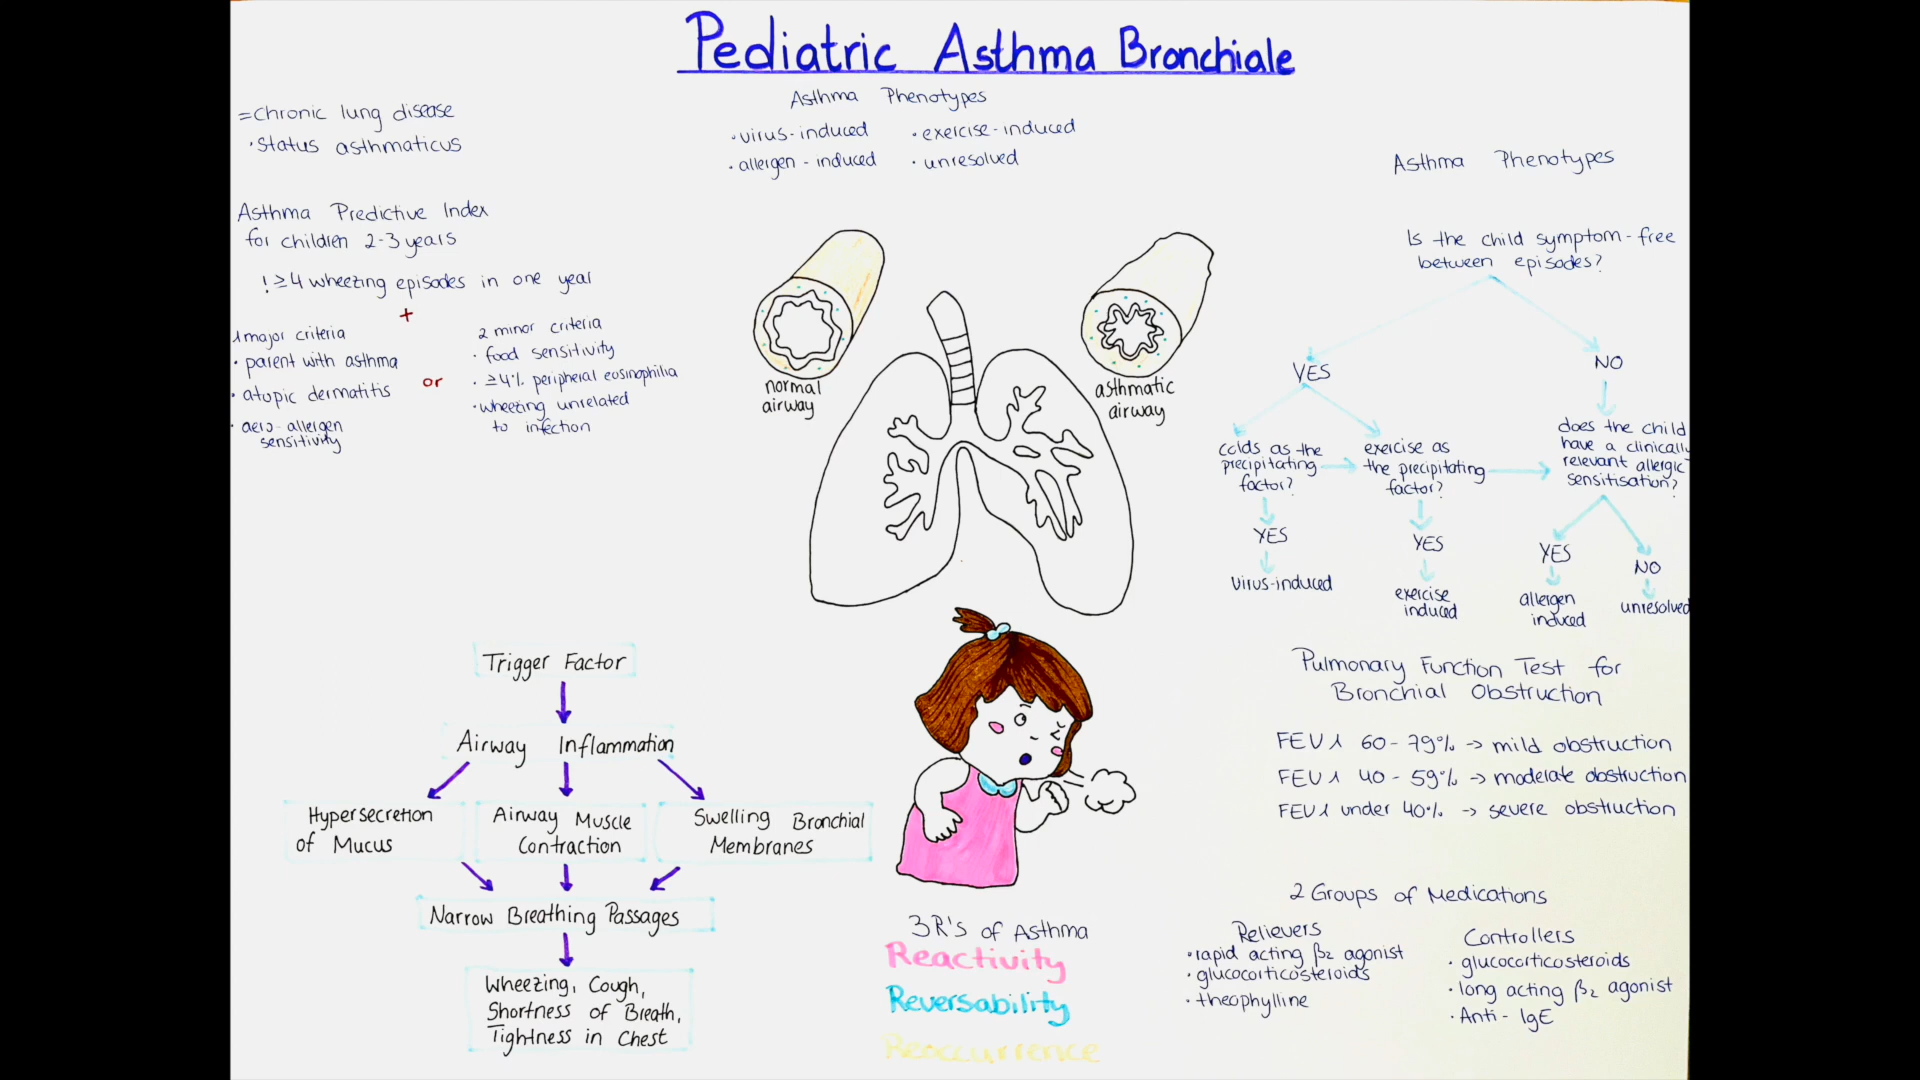 Pediatric Asthma Bronchiale
=chronic lung disease
·status asthmaticus
Asthma Phenotypes
·virus-induced
·exercise-induced
·allergen-induced
·unresolved
Asthma Predictive Index
for children 2-3 years
!≥4 wheezing episodes in one year
+
1 major criteria
·parent with asthma
·atopic dermatitis
·aero-allergen
sensitivity
or
2 minor criteria
·food sensitivity
·≥4% peripheral eosinophilia
·wheezing unrelated
to infection
normal
airway
asthmatic
airway
Asthma Phenotypes
Is the child symptom-free
between episodes?
YES
NO
colds as the
precipitating
factor?
exercise as
the precipitating
factor?
does the child
have a clinically
relevant allergic
sensitisation?
YES
YES
YES
NO
virus-induced
exercise
induced
allergen
induced
unresolved
Trigger Factor
Airway Inflammation
Hypersecretion
of Mucus
Airway Muscle
Contraction
Swelling Bronchial
Membranes
Narrow Breathing Passages
Wheezing, Cough,
Shortness of Breath,
Tightness in Chest
3R's of Asthma
Reactivity
Reversability
Reoccurrence
Pulmonary Function Test for
Bronchial Obstruction
FEV1 60-79% → mild obstruction
FEV1 40-59% → moderate obstruction
FEV1 under 40% → severe obstruction
2 Groups of Medications
Relievers
·rapid acting β2 agonist
·glucocorticosteroids
·theophylline
Controllers
·glucocorticosteroids
·long acting β2 agonist
·Anti-IgE